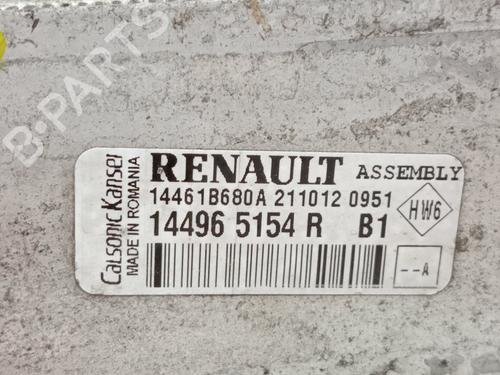 B-PARTS
RENAULT ASSEMBLY
14461B680A 211012 0951
14496 5154 R B1
Calsonic Kansei
MADE IN ROMANIA
HW6
--A